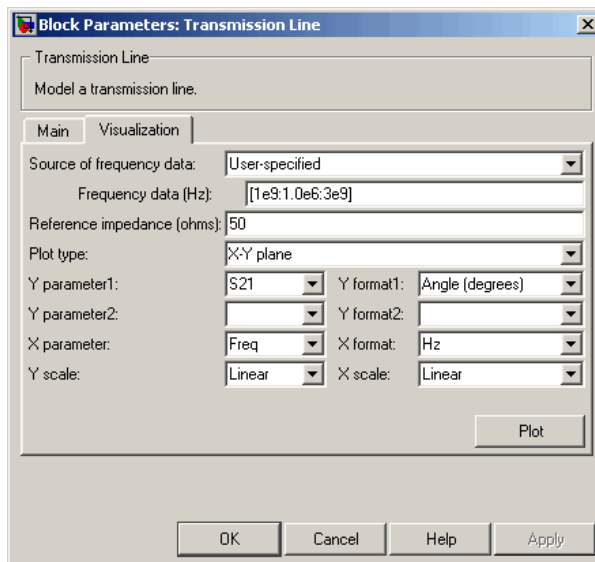 Block Parameters: Transmission Line
Transmission Line
Model a transmission line.
Main Visualization
Source of frequency data: User-specified
Frequency data (Hz): [1e9:1.0e6:3e9]
Reference impedance (ohms): 50
Plot type: X-Y plane
Y parameter1: S21 Y format1: Angle (degrees)
Y parameter2: Y format2:
X parameter: Freq X format: Hz
Y scale: Linear X scale: Linear
Plot
OK Cancel Help Apply